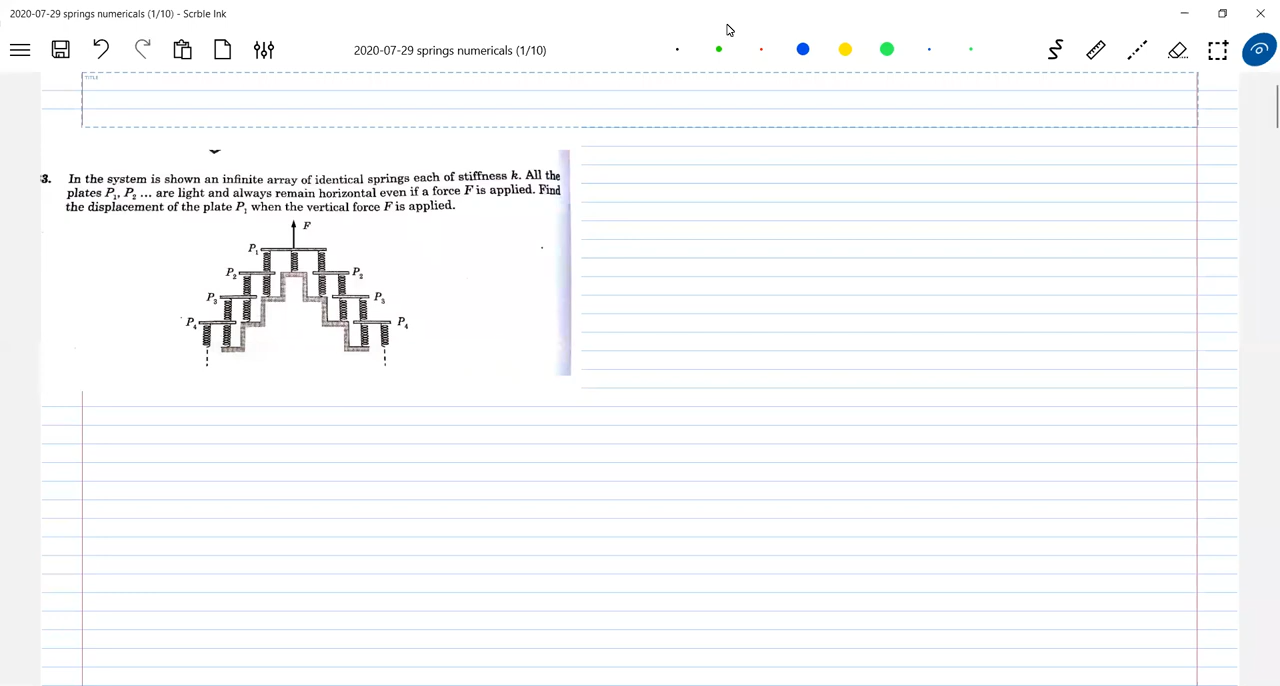 2020-07-29 springs numericals (1/10) - Scrble Ink
2020-07-29 springs numericals (1/10)
TITLE
3. In the system is shown an infinite array of identical springs each of stiffness k. All the
plates P₁, P₂ ... are light and always remain horizontal even if a force F is applied. Find
the displacement of the plate P₁ when the vertical force F is applied.
F
P₁
P₂ P₂
P₃ P₃
P₄ P₄